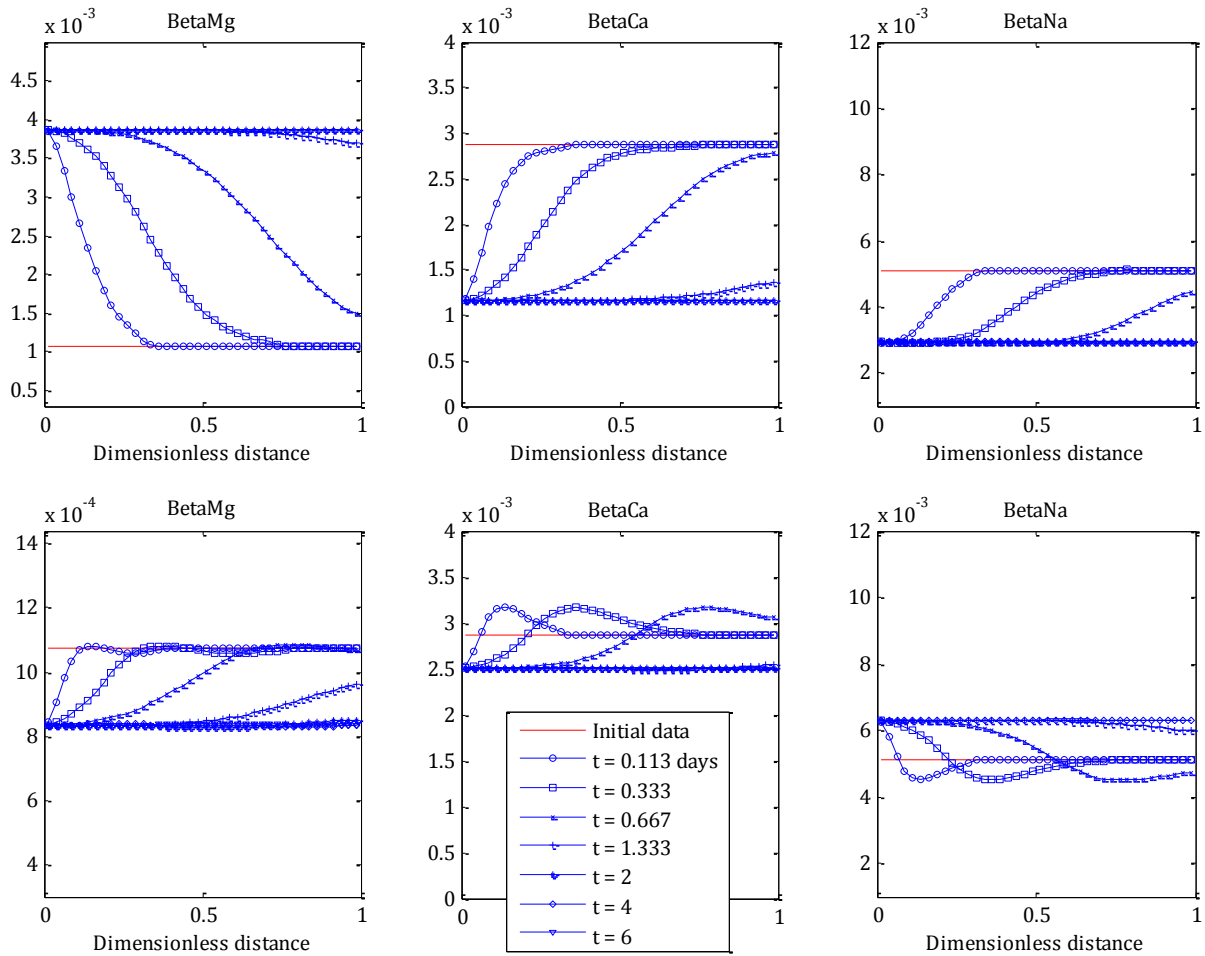 x 10-3
BetaMg
4.5
4
3.5
3
2.5
2
1.5
1
0.5
0
0.5
1
Dimensionless distance
x 10-3
BetaCa
4
3.5
3
2.5
2
1.5
1
0.5
0
0
0.5
1
Dimensionless distance
x 10-3
BetaNa
12
10
8
6
4
2
0
0.5
1
Dimensionless distance
x 10-4
BetaMg
14
12
10
8
6
4
0
0.5
1
Dimensionless distance
x 10-3
BetaCa
4
3.5
3
2.5
2
1.5
1
0.5
0
0
1
Initial data
t = 0.113 days
t = 0.333
t = 0.667
t = 1.333
t = 2
t = 4
t = 6
x 10-3
BetaNa
12
10
8
6
4
2
0
0.5
1
Dimensionless distance